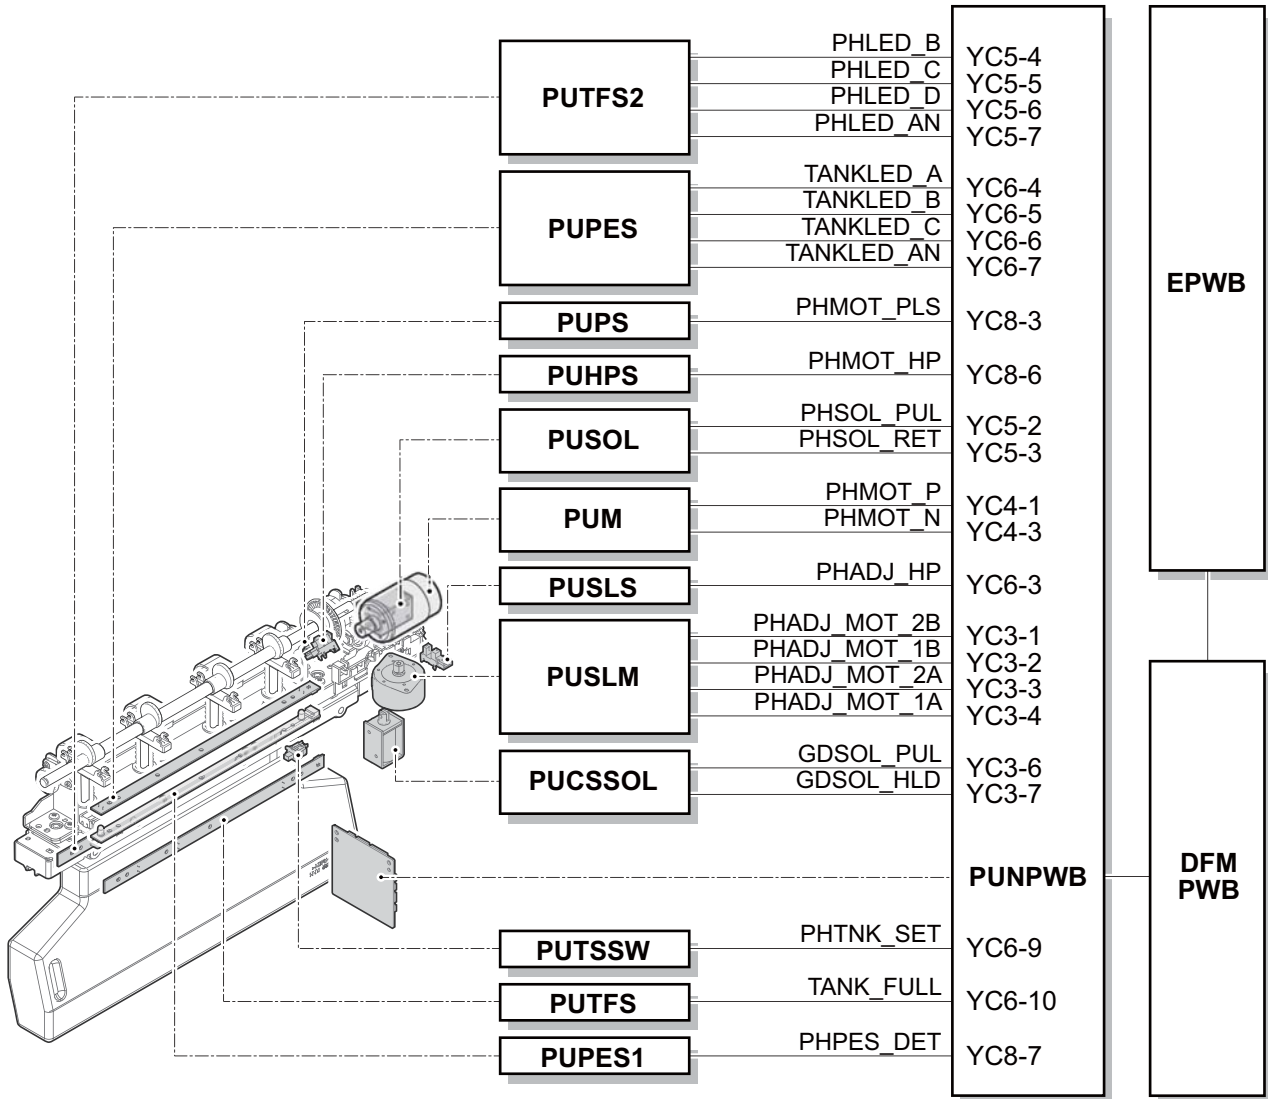 PUTFS2
PHLED_B
YC5-4
PHLED_C
YC5-5
PHLED_D
YC5-6
PHLED_AN
YC5-7
PUPES
TANKLED_A
YC6-4
TANKLED_B
YC6-5
TANKLED_C
YC6-6
TANKLED_AN
YC6-7
EPWB
PUPS
PHMOT_PLS
YC8-3
PUHPS
PHMOT_HP
YC8-6
PUSOL
PHSOL_PUL
YC5-2
PHSOL_RET
YC5-3
PUM
PHMOT_P
YC4-1
PHMOT_N
YC4-3
PUSLS
PHADJ_HP
YC6-3
PUSLM
PHADJ_MOT_2B
YC3-1
PHADJ_MOT_1B
YC3-2
PHADJ_MOT_2A
YC3-3
PHADJ_MOT_1A
YC3-4
PUCSSOL
GDSOL_PUL
YC3-6
GDSOL_HLD
YC3-7
PUNPWB
DFM
PWB
PUTSSW
PHTNK_SET
YC6-9
PUTFS
TANK_FULL
YC6-10
PUPES1
PHPES_DET
YC8-7